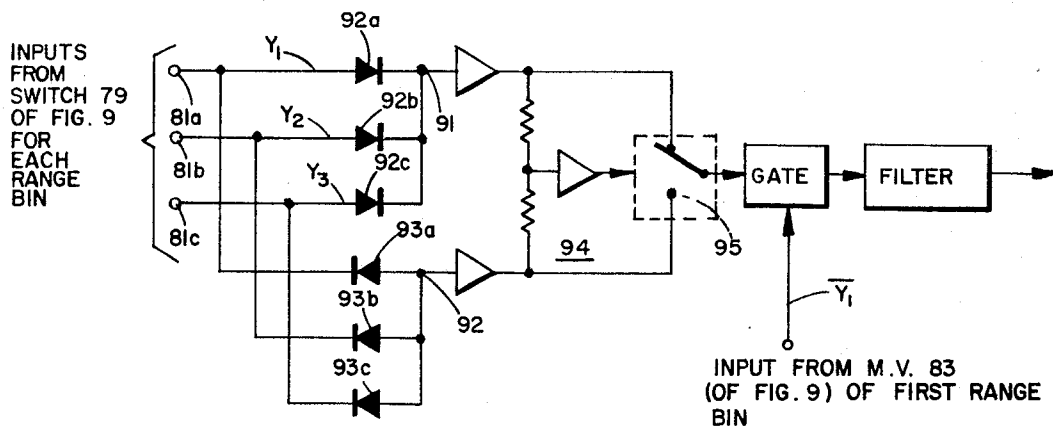 INPUTS
FROM
SWITCH 79
OF FIG. 9
FOR
EACH
RANGE
BIN
81a
81b
81c
Y1
92a
Y2
92b
Y3
92c
91
93a
93b
93c
92
94
95
GATE
FILTER
Y̅1
INPUT FROM M.V. 83
(OF FIG. 9) OF FIRST RANGE
BIN